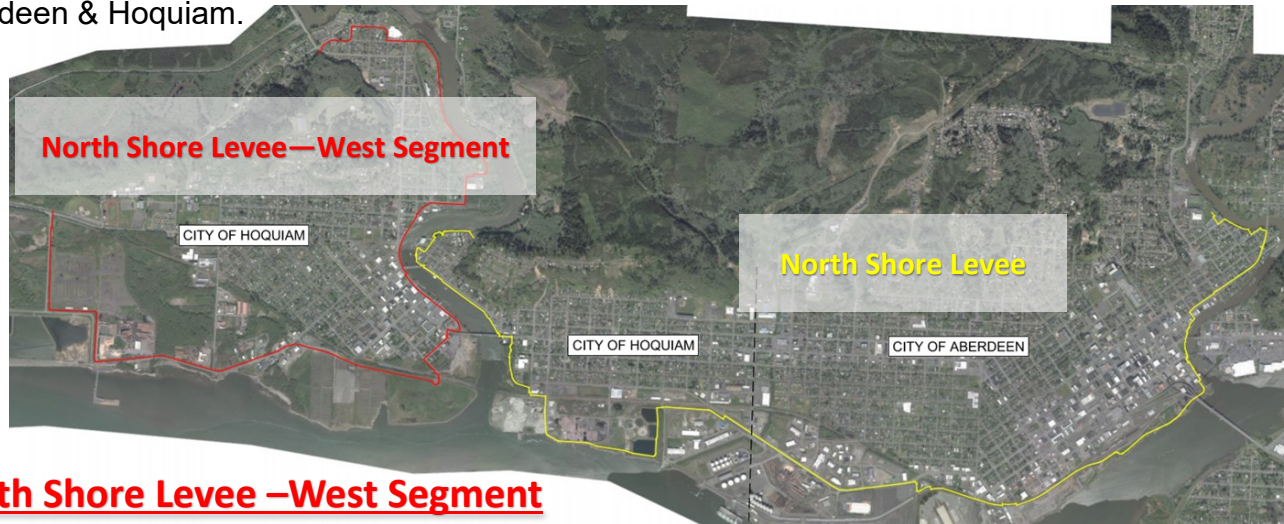 deen & Hoquiam.
North Shore Levee—West Segment
CITY OF HOQUIAM
North Shore Levee
CITY OF HOQUIAM
CITY OF ABERDEEN
th Shore Levee –West Segment